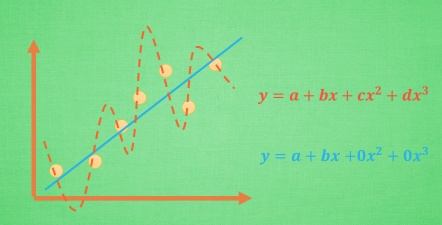 y = a + bx + cx² + dx³
y = a + bx +0x² + 0x³